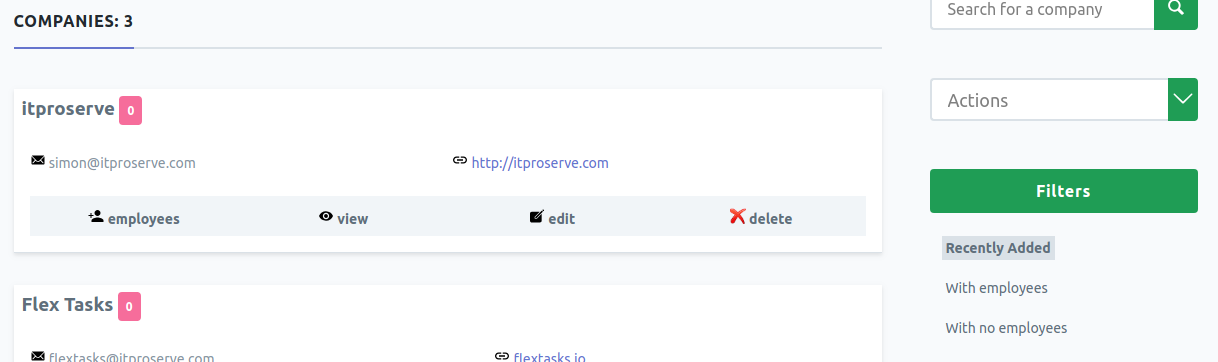 COMPANIES: 3
itproserve 0
simon@itproserve.com http://itproserve.com
employees view edit delete
Flex Tasks 0
flextasks@itproserve.com flextasks.io
Search for a company
Actions
Filters
Recently Added
With employees
With no employees